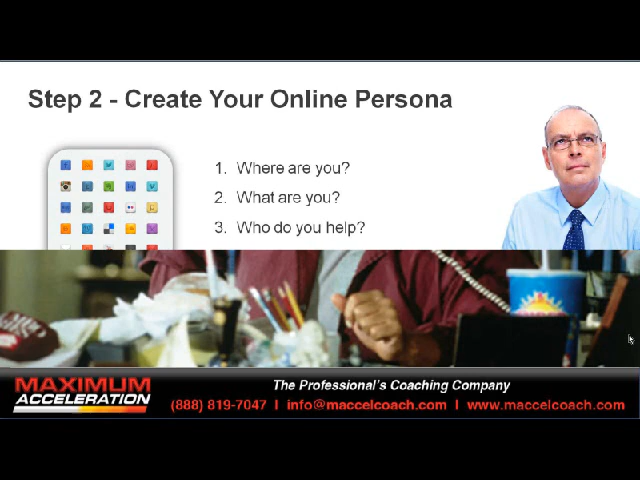 Step 2 - Create Your Online Persona
1. Where are you?
2. What are you?
3. Who do you help?
MAXIMUM
ACCELERATION
The Professional's Coaching Company
(888) 819-7047 I info@maccelcoach.com I www.maccelcoach.com